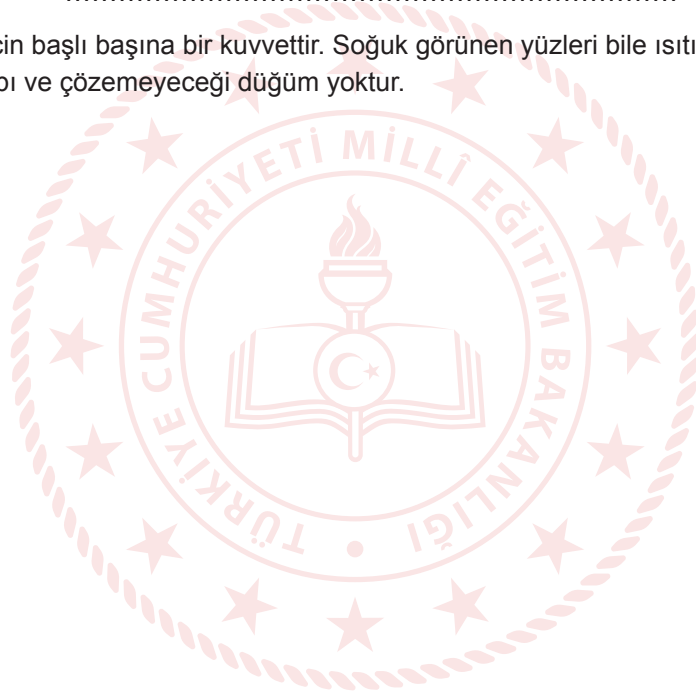 ................................................................................
çin başlı başına bir kuvvettir. Soğuk görünen yüzleri bile ısıtı
pı ve çözemeyeceği düğüm yoktur.
TÜRKİYE CUMHURİYETİ MİLLÎ EĞİTİM BAKANLIĞI